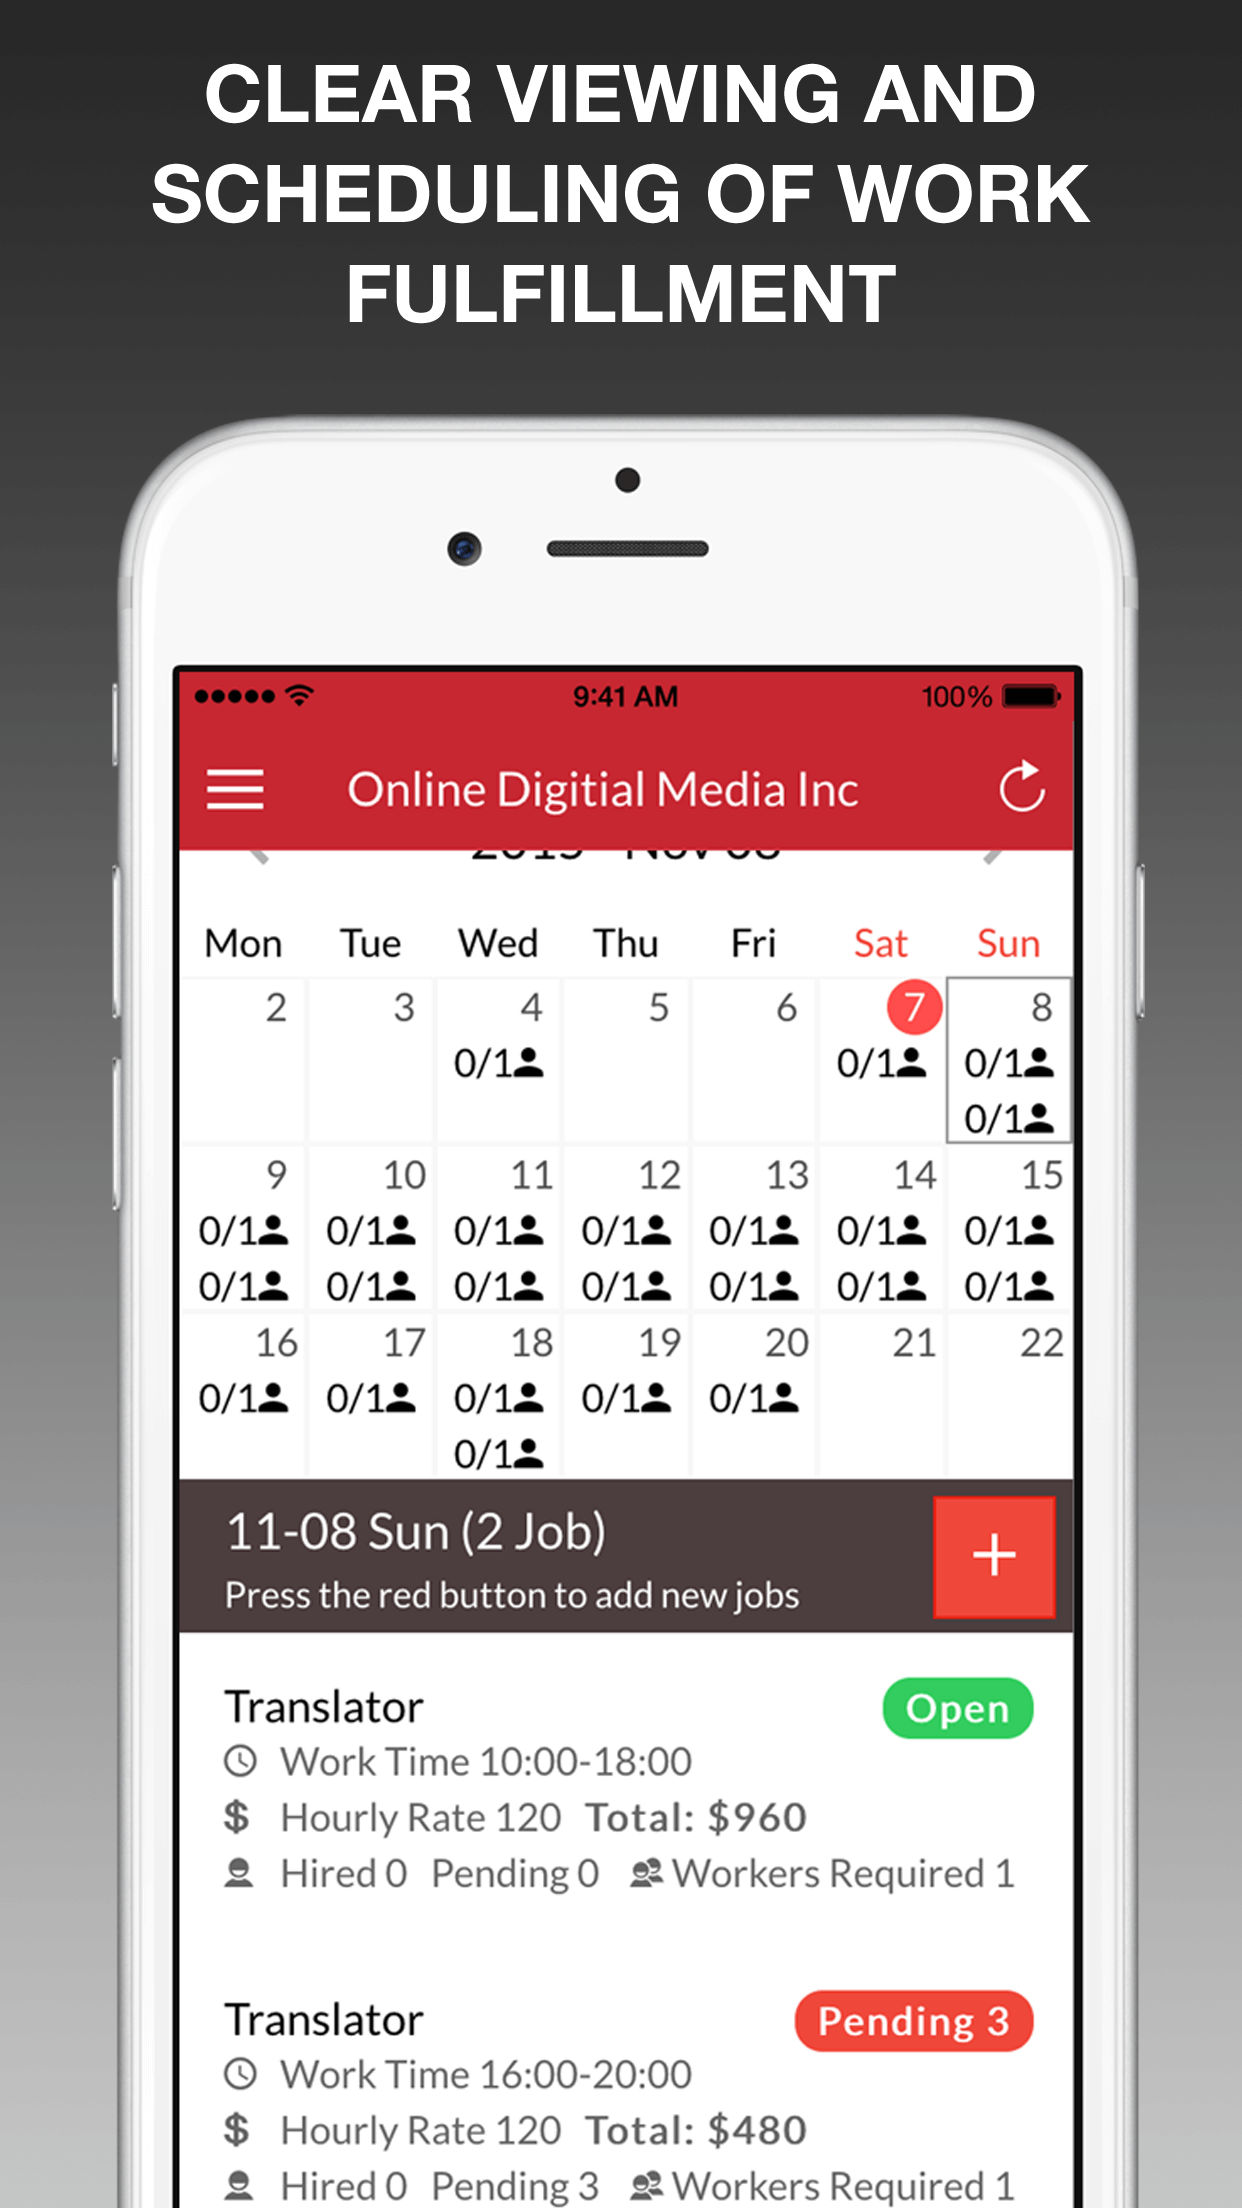 CLEAR VIEWING AND
SCHEDULING OF WORK
FULFILLMENT
9:41 AM 100%
Online Digitial Media Inc
Mon Tue Wed Thu Fri Sat Sun
2 3 4 5 6 7 8
0/1 0/1 0/1
0/1
9 10 11 12 13 14 15
0/1 0/1 0/1 0/1 0/1 0/1 0/1
0/1 0/1 0/1 0/1 0/1 0/1 0/1
16 17 18 19 20 21 22
0/1 0/1 0/1 0/1 0/1
0/1
11-08 Sun (2 Job)
Press the red button to add new jobs
+
Translator Open
Work Time 10:00-18:00
$ Hourly Rate 120 Total: $960
Hired 0 Pending 0 Workers Required 1
Translator Pending 3
Work Time 16:00-20:00
$ Hourly Rate 120 Total: $480
Hired 0 Pending 3 Workers Required 1